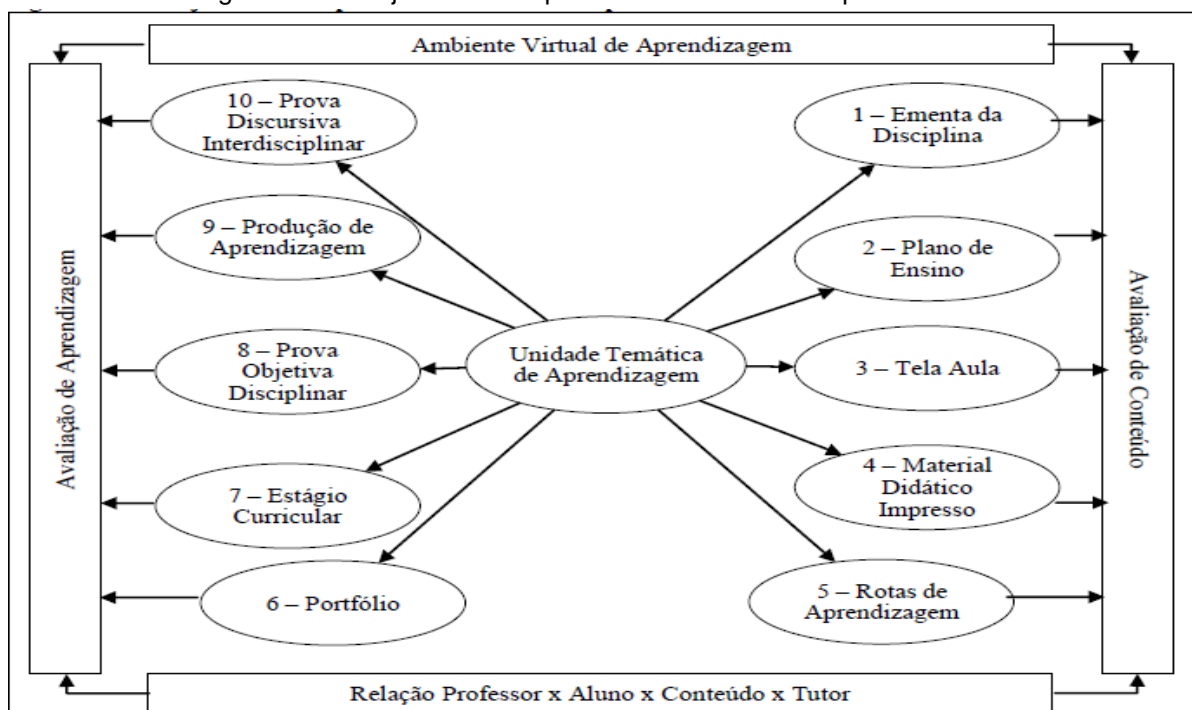 Ambiente Virtual de Aprendizagem
10 – Prova
Discursiva
Interdisciplinar
1 – Ementa da
Disciplina
9 – Produção de
Aprendizagem
2 – Plano de
Ensino
Avaliação de Aprendizagem
Unidade Temática
de Aprendizagem
Avaliação de Conteúdo
8 – Prova
Objetiva
Disciplinar
3 – Tela Aula
7 – Estágio
Curricular
4 – Material
Didático
Impresso
6 – Portfólio
5 – Rotas de
Aprendizagem
Relação Professor x Aluno x Conteúdo x Tutor